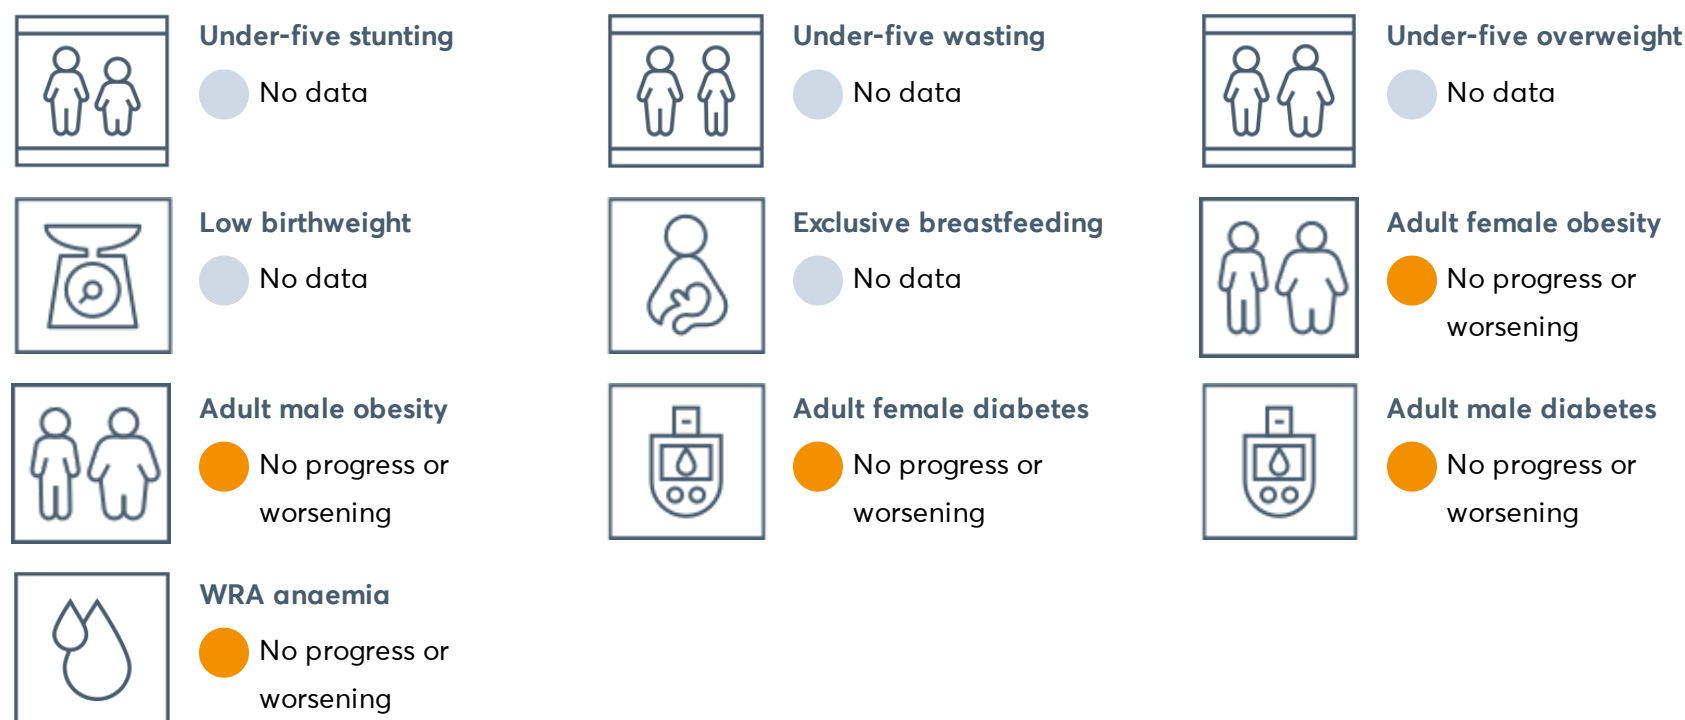 Under-five stunting
No data
Under-five wasting
No data
Under-five overweight
No data
Low birthweight
No data
Exclusive breastfeeding
No data
Adult female obesity
No progress or
worsening
Adult male obesity
No progress or
worsening
Adult female diabetes
No progress or
worsening
Adult male diabetes
No progress or
worsening
WRA anaemia
No progress or
worsening